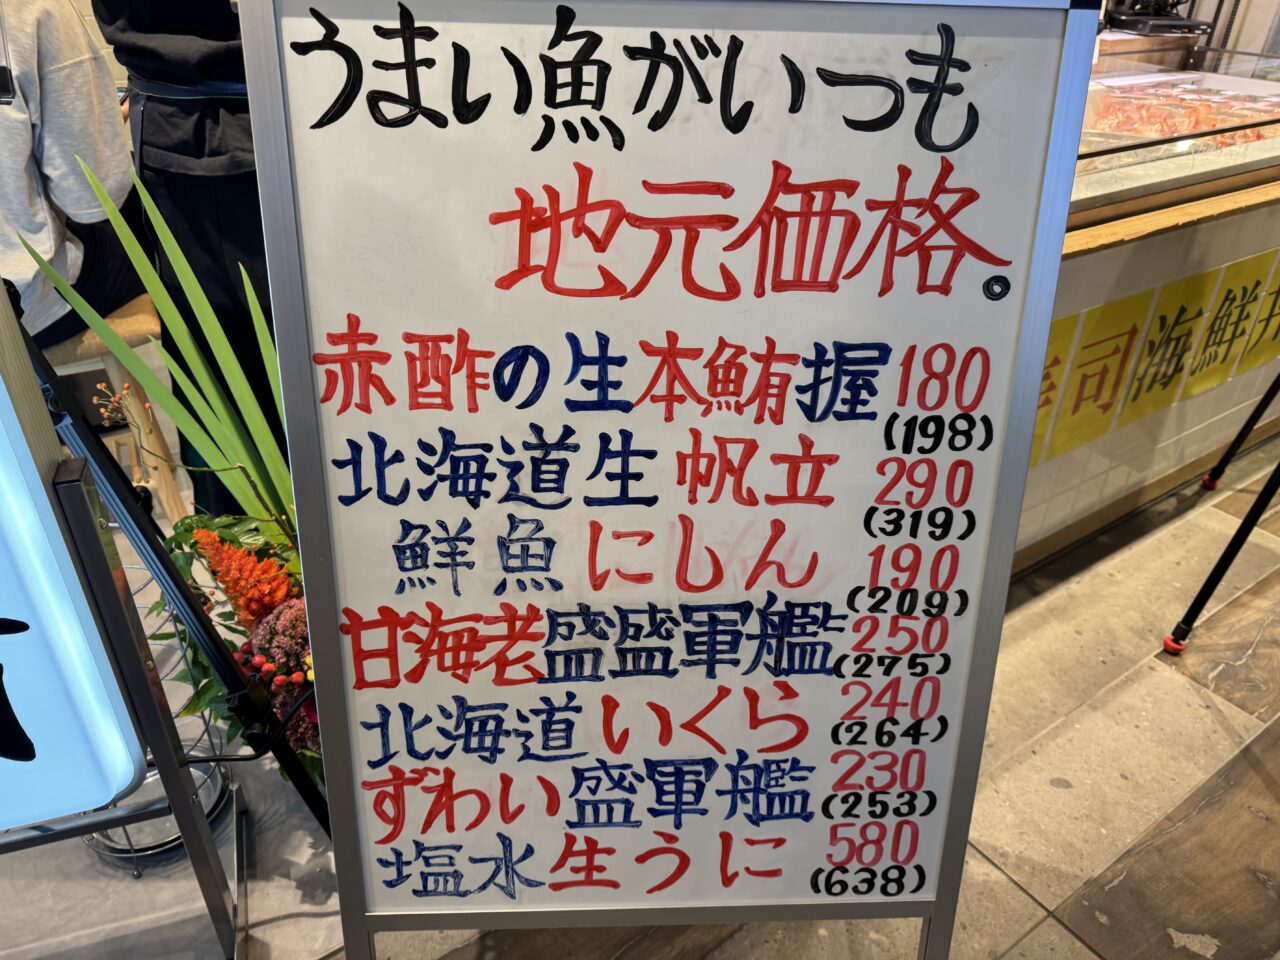 うまい魚がいつも
地元価格。
赤酢の生本鮪握 180
(198)
北海道生帆立 290
(319)
鮮魚にしん 190
(209)
甘海老盛盛軍艦 250
(275)
北海道いくら 240
(264)
ずわい盛軍艦 230
(253)
塩水生うに 580
(638)
寿司 海鮮丼